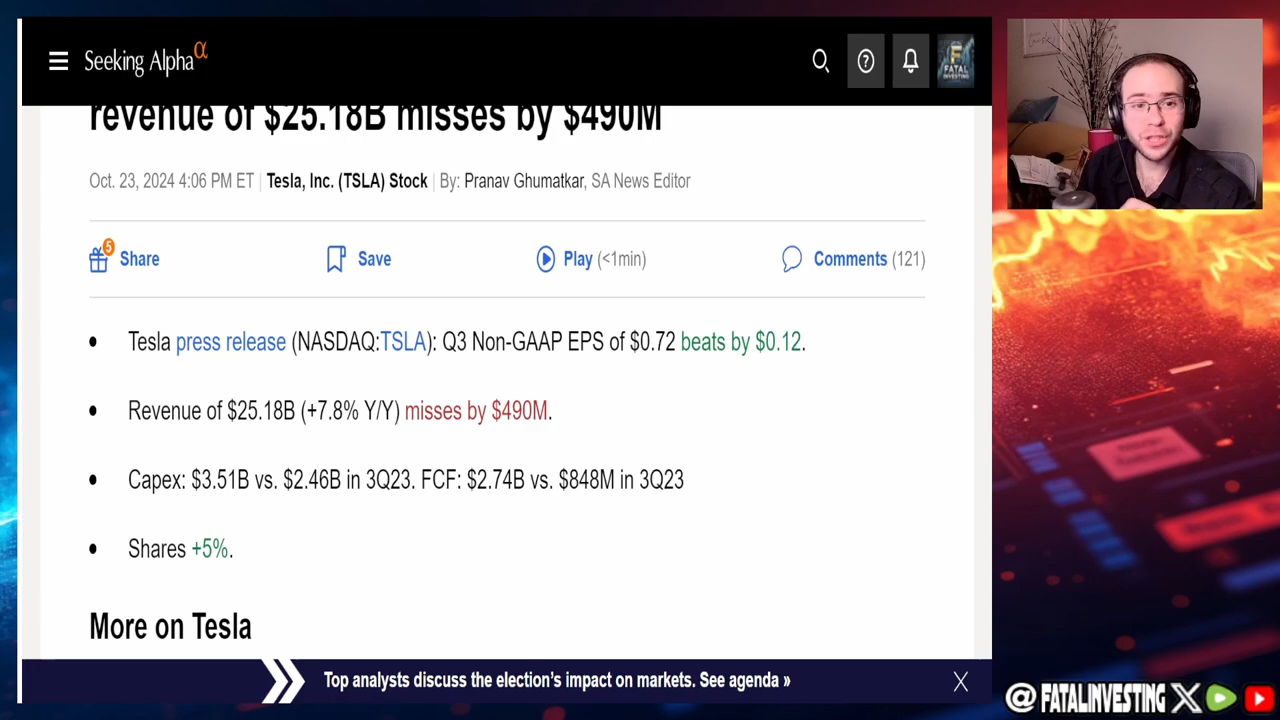 Seeking Alpha α
F
FATAL
INVESTING
revenue of $25.18B misses by $490M
Oct. 23, 2024 4:06 PM ET | Tesla, Inc. (TSLA) Stock | By: Pranav Ghumatkar, SA News Editor
5
Share
Save
Play (<1min)
Comments (121)
• Tesla press release (NASDAQ:TSLA): Q3 Non-GAAP EPS of $0.72 beats by $0.12.
• Revenue of $25.18B (+7.8% Y/Y) misses by $490M.
• Capex: $3.51B vs. $2.46B in 3Q23. FCF: $2.74B vs. $848M in 3Q23
• Shares +5%.
More on Tesla
Top analysts discuss the election’s impact on markets. See agenda »
@FATALINVESTING X